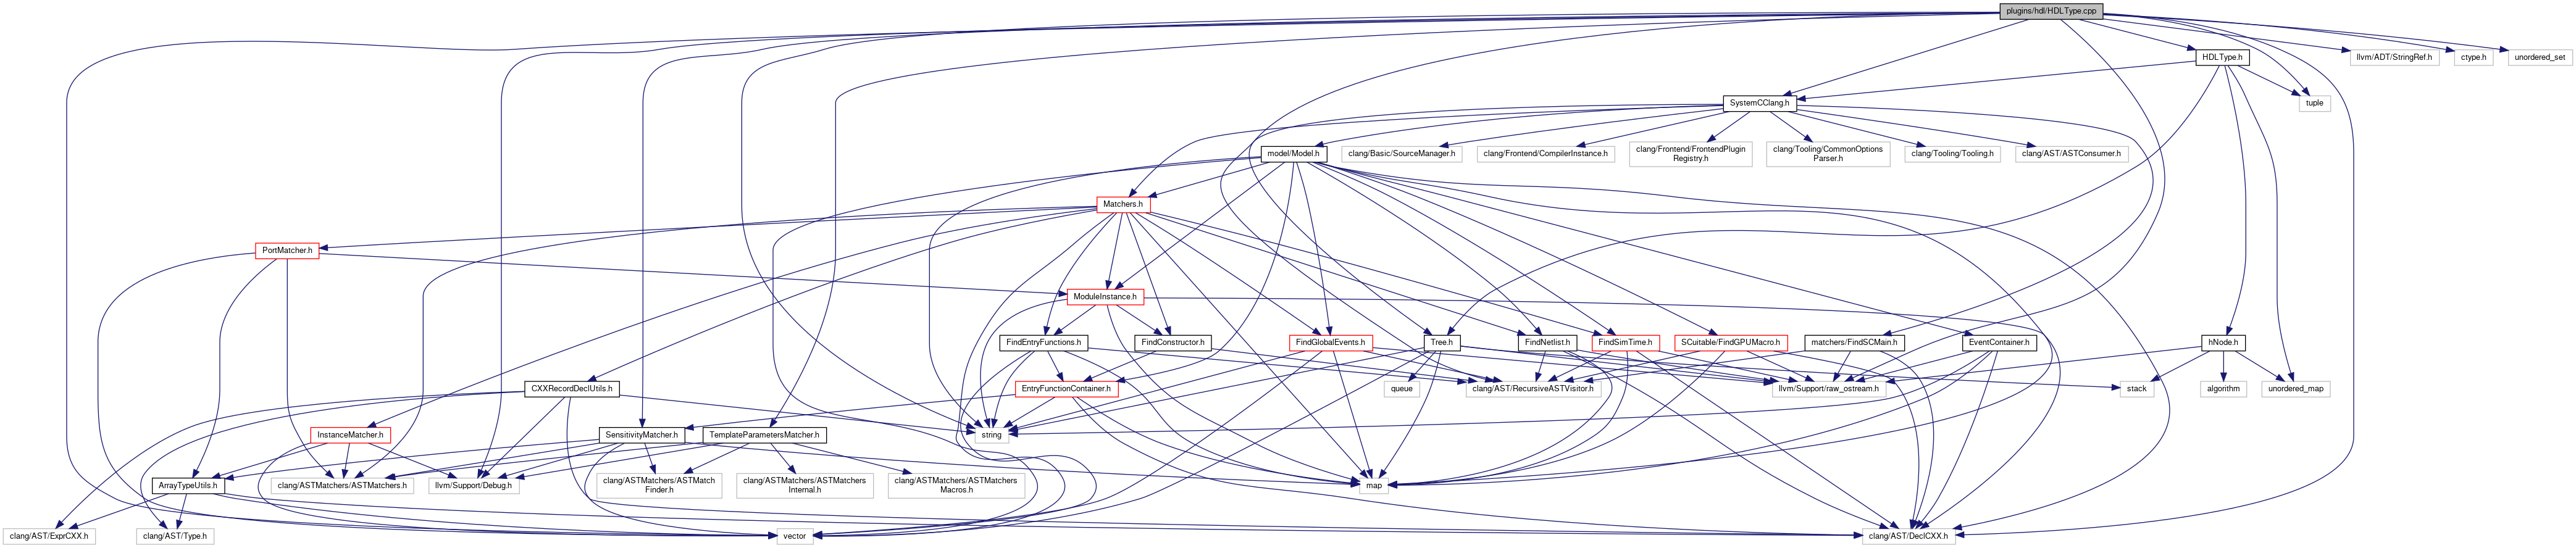 plugins/hdl/HDLType.cpp
HDLType.h
llvm/ADT/StringRef.h
ctype.h
unordered_set
SystemCClang.h
tuple
model/Model.h
clang/Basic/SourceManager.h
clang/Frontend/CompilerInstance.h
clang/Frontend/FrontendPlugin
Registry.h
clang/Tooling/CommonOptions
Parser.h
clang/Tooling/Tooling.h
clang/AST/ASTConsumer.h
Matchers.h
PortMatcher.h
ModuleInstance.h
FindEntryFunctions.h
FindConstructor.h
FindGlobalEvents.h
Tree.h
FindNetlist.h
FindSimTime.h
SCuitable/FindGPUMacro.h
matchers/FindSCMain.h
EventContainer.h
hNode.h
CXXRecordDeclUtils.h
EntryFunctionContainer.h
queue
clang/AST/RecursiveASTVisitor.h
llvm/Support/raw_ostream.h
stack
algorithm
unordered_map
InstanceMatcher.h
SensitivityMatcher.h
TemplateParametersMatcher.h
string
ArrayTypeUtils.h
clang/ASTMatchers/ASTMatchers.h
llvm/Support/Debug.h
clang/ASTMatchers/ASTMatch
Finder.h
clang/ASTMatchers/ASTMatchers
Internal.h
clang/ASTMatchers/ASTMatchers
Macros.h
map
clang/AST/ExprCXX.h
clang/AST/Type.h
vector
clang/AST/DeclCXX.h